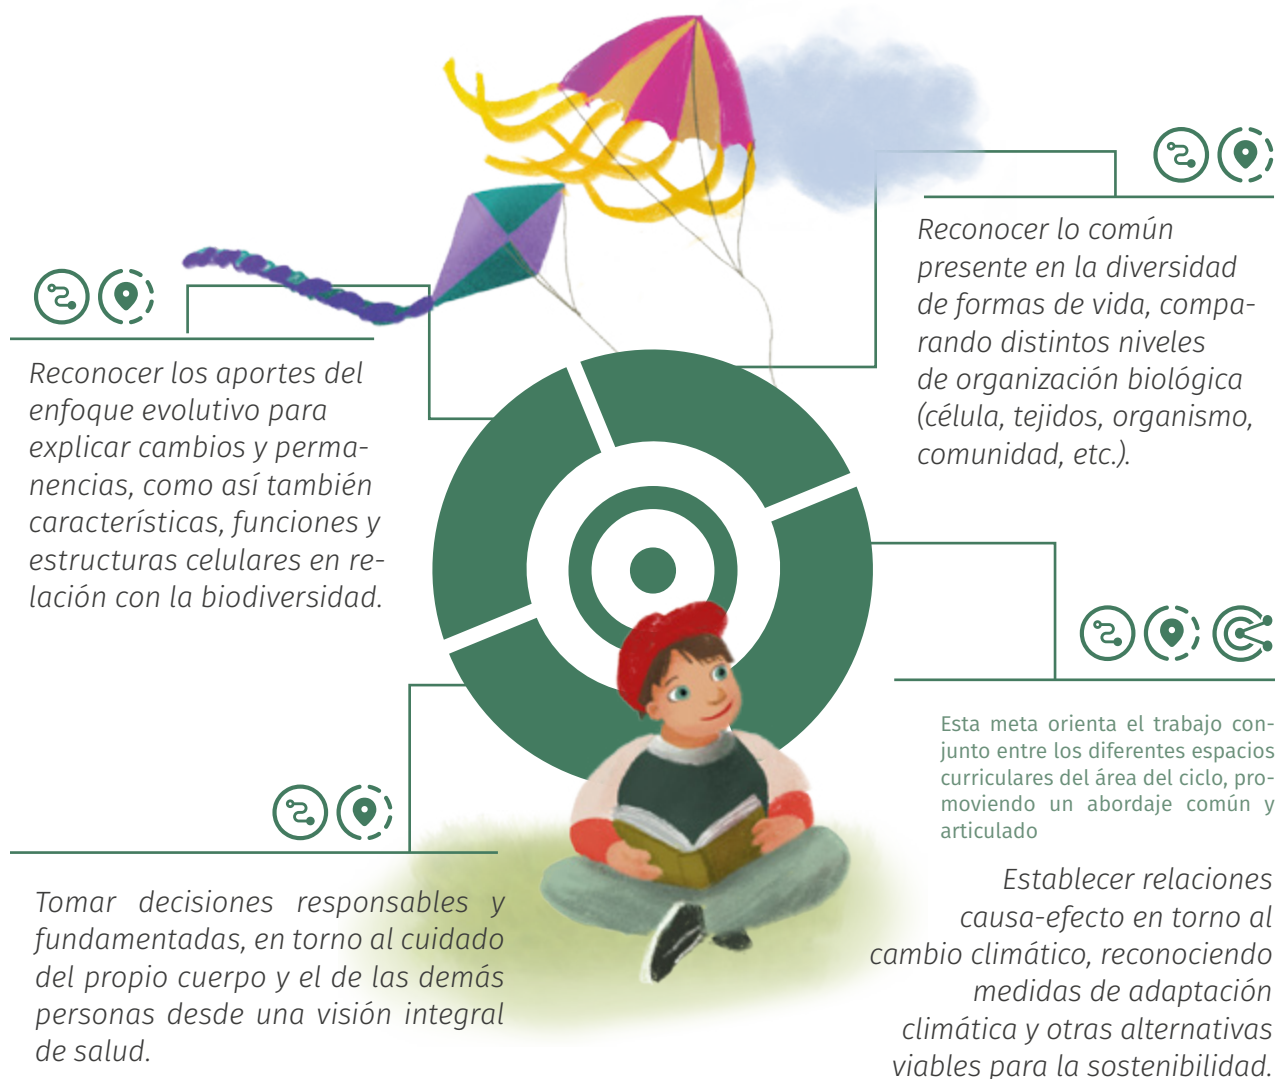 Reconocer lo común
presente en la diversidad
de formas de vida, compa-
rando distintos niveles
de organización biológica
(célula, tejidos, organismo,
comunidad, etc.).
Reconocer los aportes del
enfoque evolutivo para
explicar cambios y perma-
nencias, como así también
características, funciones y
estructuras celulares en re-
lación con la biodiversidad.
Esta meta orienta el trabajo con-
junto entre los diferentes espacios
curriculares del área del ciclo, pro-
moviendo un abordaje común y
articulado
Establecer relaciones
causa-efecto en torno al
cambio climático, reconociendo
medidas de adaptación
climática y otras alternativas
viables para la sostenibilidad.
Tomar decisiones responsables y
fundamentadas, en torno al cuidado
del propio cuerpo y el de las demás
personas desde una visión integral
de salud.